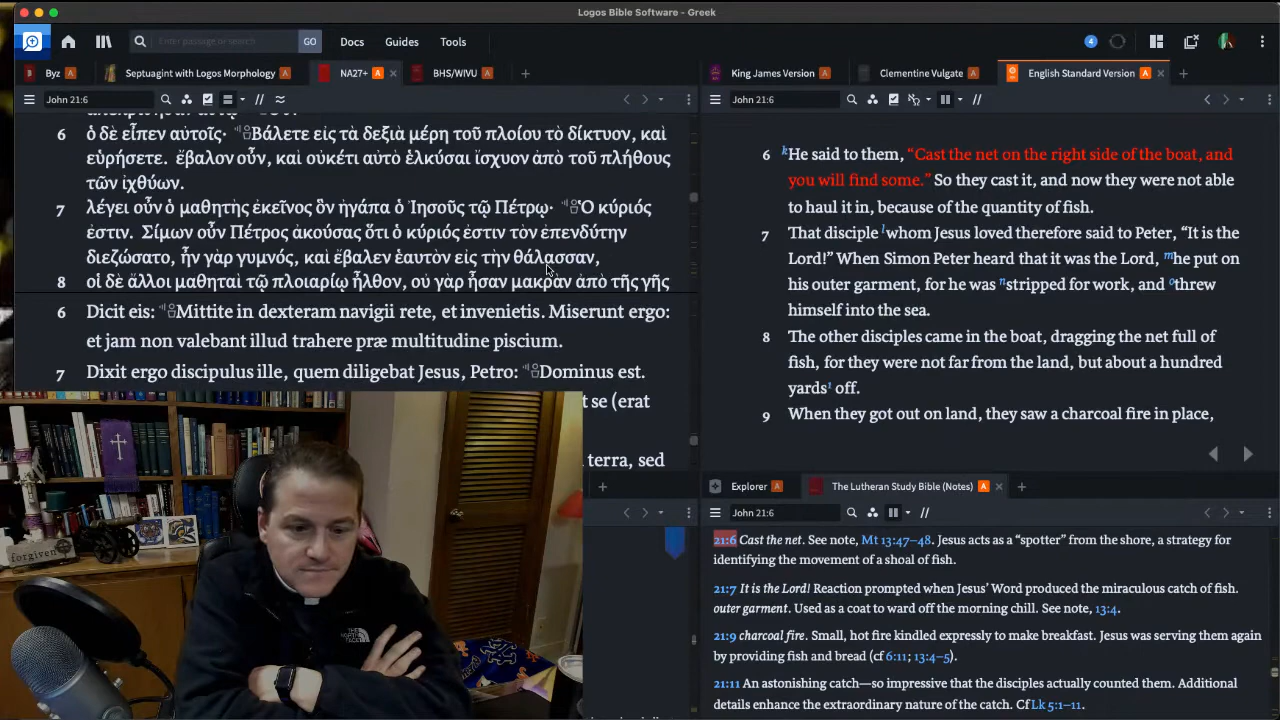 Logos Bible Software - Greek
Enter passage or search GO Docs Guides Tools 4
Byz A Septuagint with Logos Morphology A NA27+ A BHS/WIVU A
John 21:6
6 ὁ δὲ εἶπεν αὐτοῖς· Βάλετε εἰς τὰ δεξιὰ μέρη τοῦ πλοίου τὸ δίκτυον, καὶ
εὑρήσετε. ἔβαλον οὖν, καὶ οὐκέτι αὐτὸ ἑλκύσαι ἴσχυον ἀπὸ τοῦ πλήθους
τῶν ἰχθύων.
7 λέγει οὖν ὁ μαθητὴς ἐκεῖνος ὃν ἠγάπα ὁ Ἰησοῦς τῷ Πέτρῳ· Ὁ κύριός
ἐστιν. Σίμων οὖν Πέτρος ἀκούσας ὅτι ὁ κύριός ἐστιν τὸν ἐπενδύτην
διεζώσατο, ἦν γὰρ γυμνός, καὶ ἔβαλεν ἑαυτὸν εἰς τὴν θάλασσαν,
8 οἱ δὲ ἄλλοι μαθηταὶ τῷ πλοιαρίῳ ἦλθον, οὐ γὰρ ἦσαν μακρὰν ἀπὸ τῆς γῆς
6 Dicit eis: Mittite in dexteram navigii rete, et invenietis. Miserunt ergo:
et jam non valebant illud trahere præ multitudine piscium.
7 Dixit ergo discipulus ille, quem diligebat Jesus, Petro: Dominus est.
t se (erat
terra, sed
forgiven
THE NORTH FACE
King James Version A Clementine Vulgate A English Standard Version A
John 21:6
6 k He said to them, “Cast the net on the right side of the boat, and
you will find some.” So they cast it, and now they were not able
to haul it in, because of the quantity of fish.
7 That disciple l whom Jesus loved therefore said to Peter, “It is the
Lord!” When Simon Peter heard that it was the Lord, m he put on
his outer garment, for he was n stripped for work, and o threw
himself into the sea.
8 The other disciples came in the boat, dragging the net full of
fish, for they were not far from the land, but about a hundred
yards 1 off.
9 When they got out on land, they saw a charcoal fire in place,
Explorer A The Lutheran Study Bible (Notes) A
John 21:6
21:6 Cast the net. See note, Mt 13:47–48. Jesus acts as a “spotter” from the shore, a strategy for
identifying the movement of a shoal of fish.
21:7 It is the Lord! Reaction prompted when Jesus’ Word produced the miraculous catch of fish.
outer garment. Used as a coat to ward off the morning chill. See note, 13:4.
21:9 charcoal fire. Small, hot fire kindled expressly to make breakfast. Jesus was serving them again
by providing fish and bread (cf 6:11; 13:4–5).
21:11 An astonishing catch—so impressive that the disciples actually counted them. Additional
details enhance the extraordinary nature of the catch. Cf Lk 5:1–11.